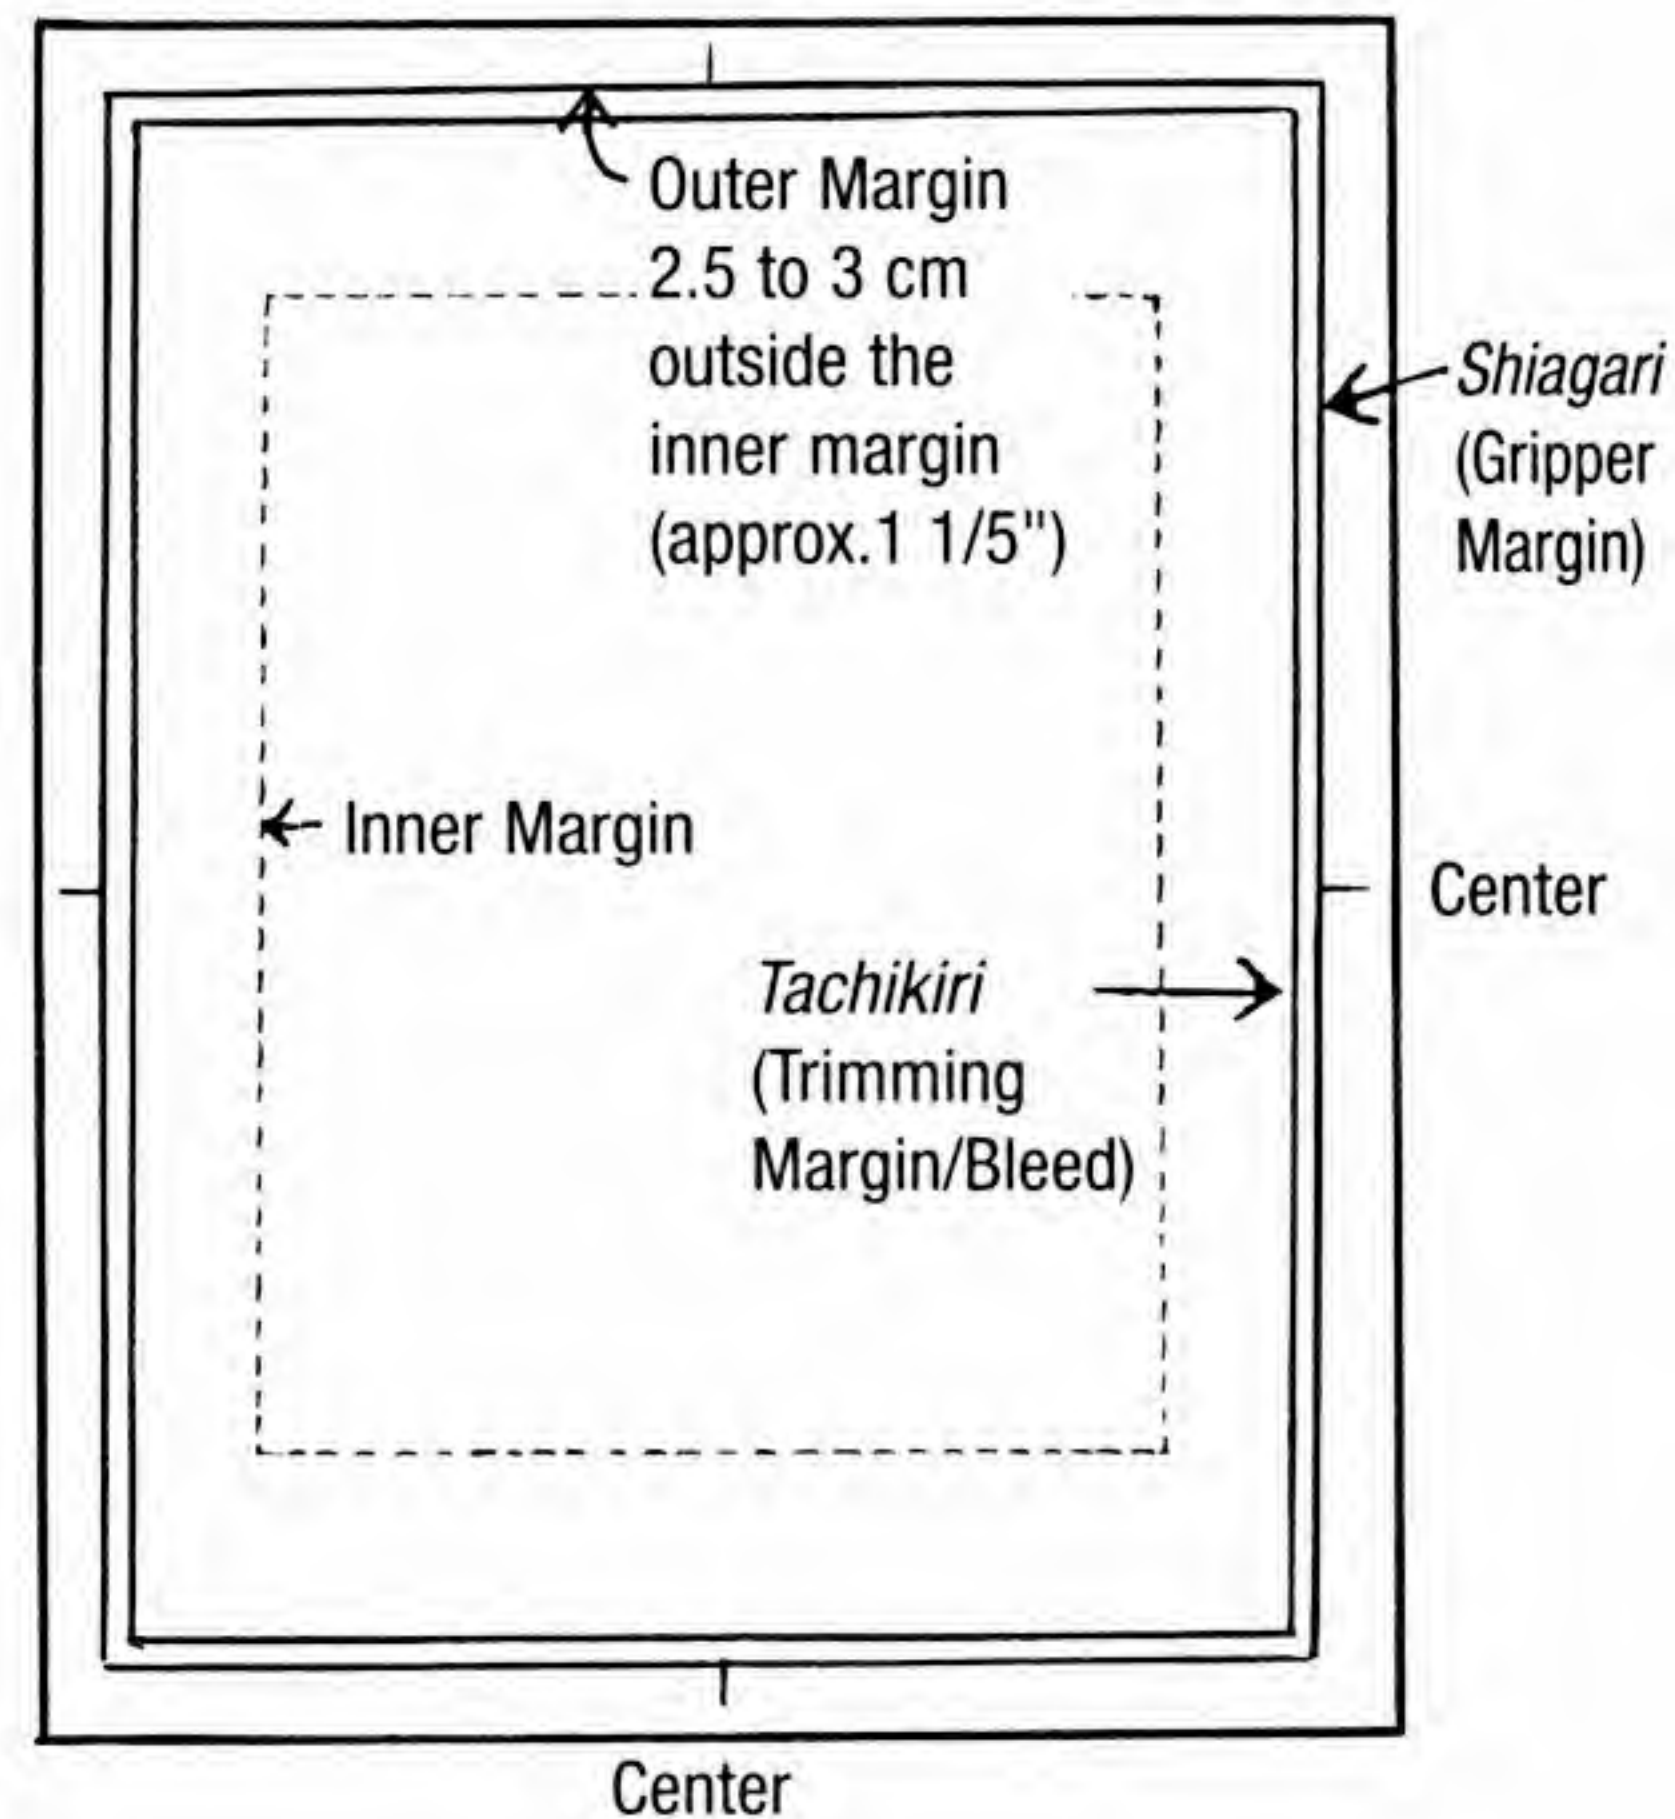 Outer Margin
2.5 to 3 cm
outside the
inner margin
(approx.1 1/5")
Shiagari
(Gripper
Margin)
Inner Margin
Center
Tachikiri
(Trimming
Margin/Bleed)
Center